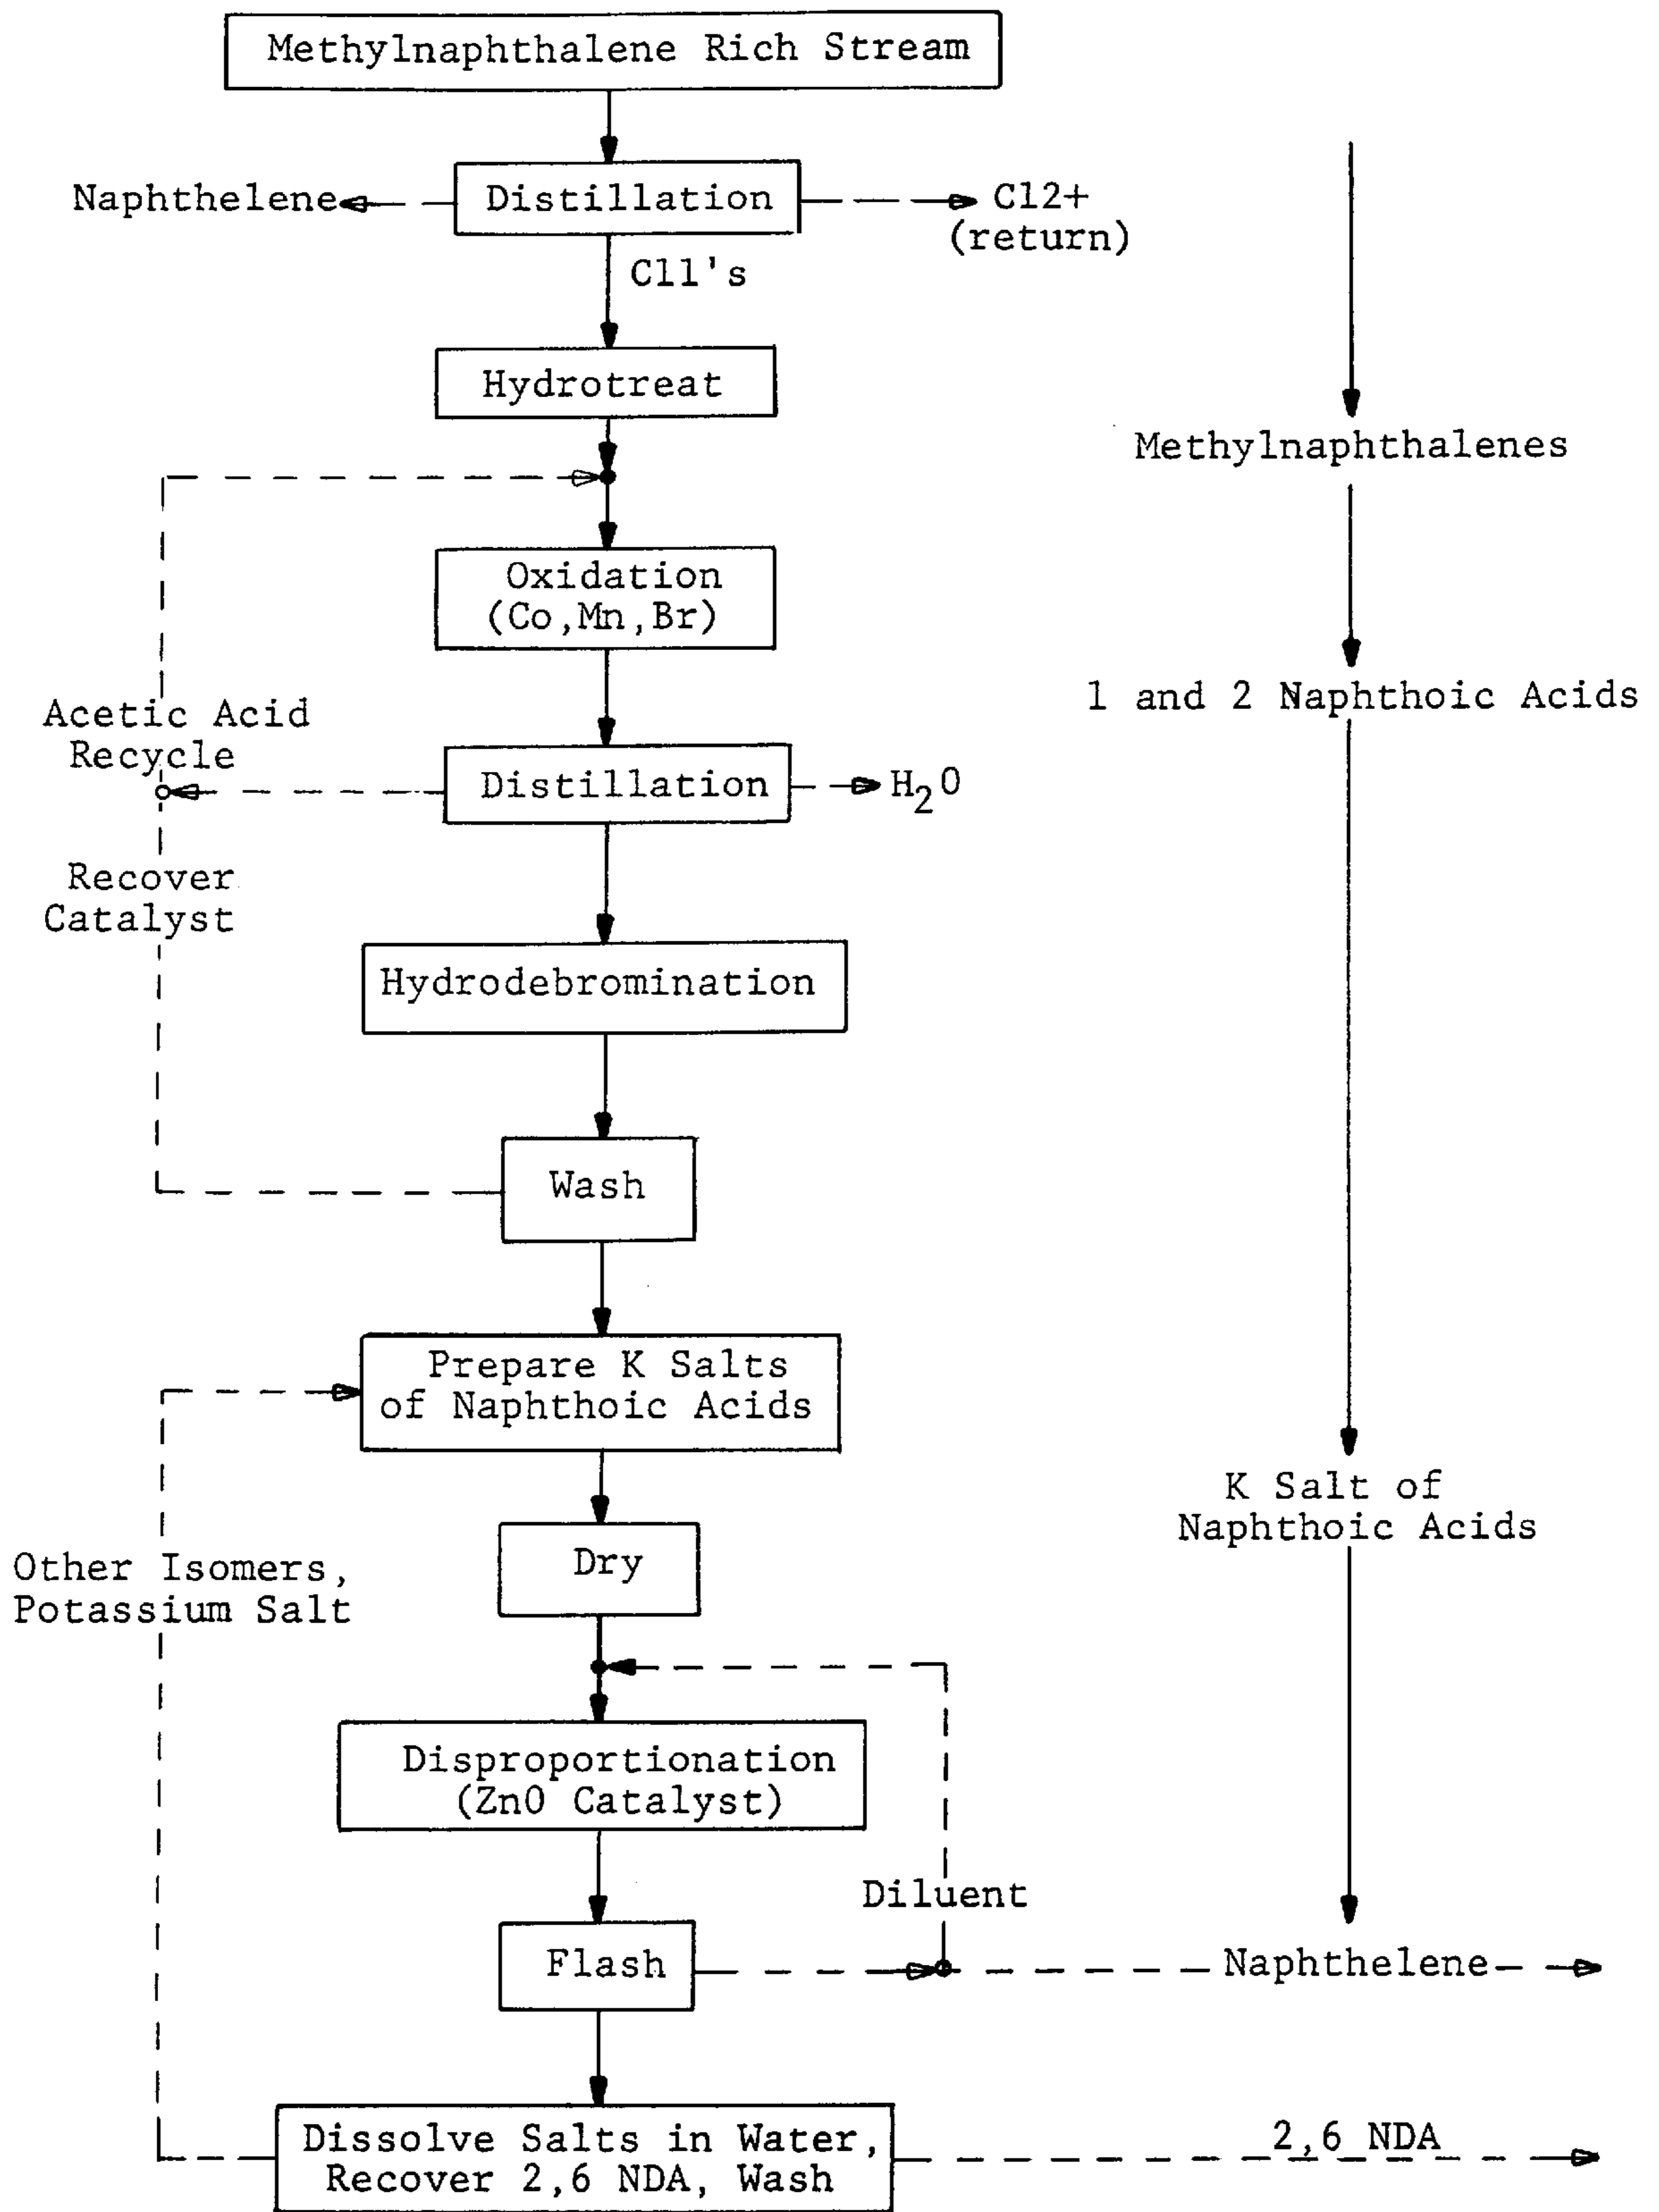 Methylnaphthalene Rich Stream
Naphthelene
Distillation
Cl2+
(return)
Cll's
Hydrotreat
Methylnaphthalenes
Oxidation
(Co,Mn,Br)
1 and 2 Naphthoic Acids
Acetic Acid
Recycle
Distillation
H2O
Recover
Catalyst
Hydrodebromination
Wash
Prepare K Salts
of Naphthoic Acids
K Salt of
Naphthoic Acids
Dry
Other Isomers,
Potassium Salt
Disproportionation
(ZnO Catalyst)
Diluent
Flash
Naphthelene
Dissolve Salts in Water,
Recover 2,6 NDA, Wash
2,6 NDA